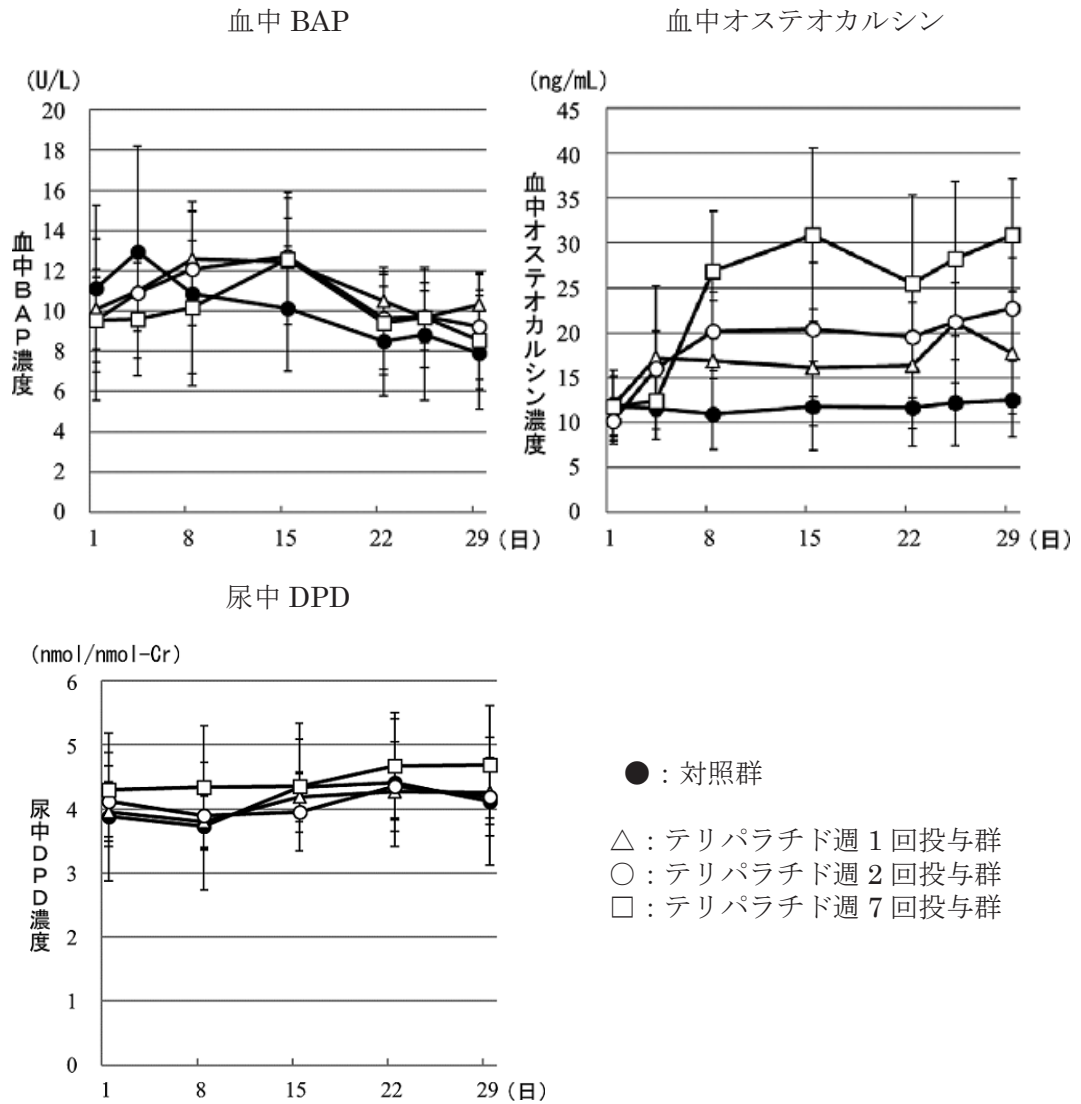 血中 BAP
(U/L)
血中BAP濃度
20
18
16
14
12
10
8
6
4
2
0
1 8 15 22 29 (日)
血中オステオカルシン
(ng/mL)
血中オステオカルシン濃度
45
40
35
30
25
20
15
10
5
0
1 8 15 22 29 (日)
尿中 DPD
(nmol/nmol-Cr)
尿中DPD濃度
6
5
4
3
2
1
0
1 8 15 22 29 (日)
●：対照群
△：テリパラチド週 1 回投与群
○：テリパラチド週 2 回投与群
□：テリパラチド週 7 回投与群